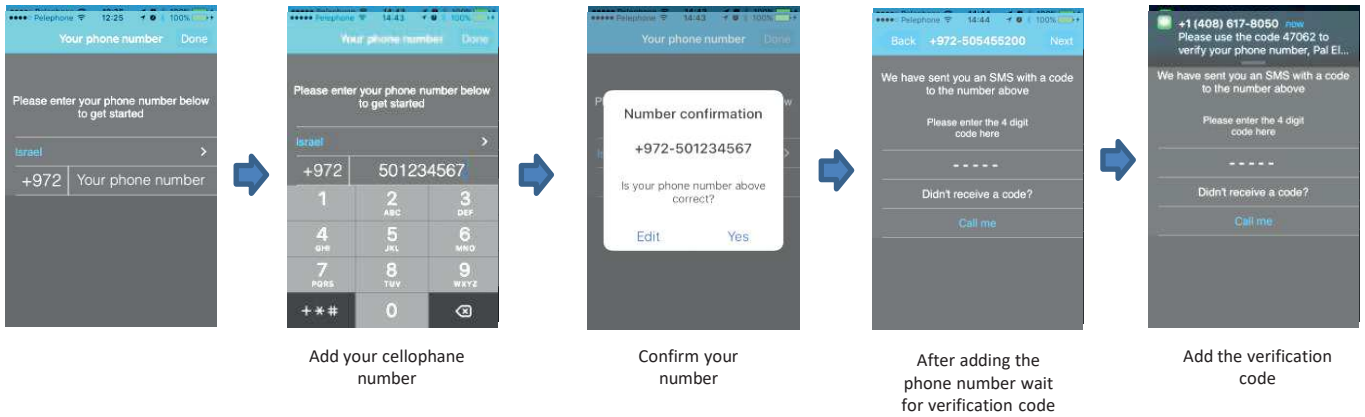 Pelephone 12:25 100%
Your phone number Done
Please enter your phone number below
to get started
Israel >
+972 Your phone number
Pelephone 14:43 100%
Your phone number Done
Please enter your phone number below
to get started
Israel >
+972 501234567
1 2 3
ABC DEF
4 5 6
GHI JKL MNO
7 8 9
PQRS TUV WXYZ
+*# 0
Add your cellophane
number
Pelephone 14:43 100%
Your phone number Done
Number confirmation
+972-501234567
Is your phone number above
correct?
Edit Yes
Confirm your
number
Pelephone 14:44 100%
Back +972-505455200 Next
We have sent you an SMS with a code
to the number above
Please enter the 4 digit
code here
- - - - -
Didn't receive a code?
Call me
After adding the
phone number wait
for verification code
+1 (408) 617-8050 now
Please use the code 47062 to
verify your phone number, Pal El...
We have sent you an SMS with a code
to the number above
Please enter the 4 digit
code here
- - - - -
Didn't receive a code?
Call me
Add the verification
code